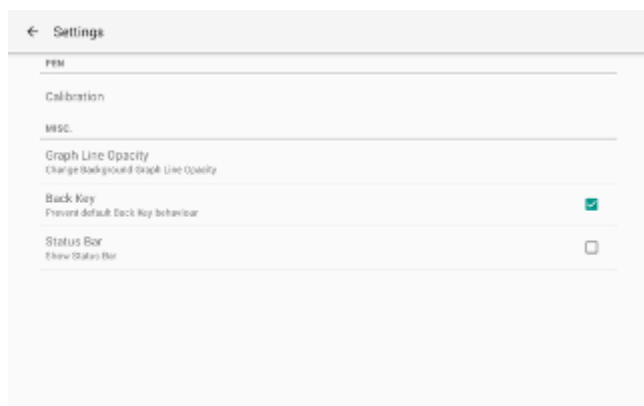 Settings
PEN
Calibration
MISC.
Graph Line Opacity
Change Background Graph Line Opacity
Back Key
Prevent default Back Key behaviour
Status Bar
Show Status Bar